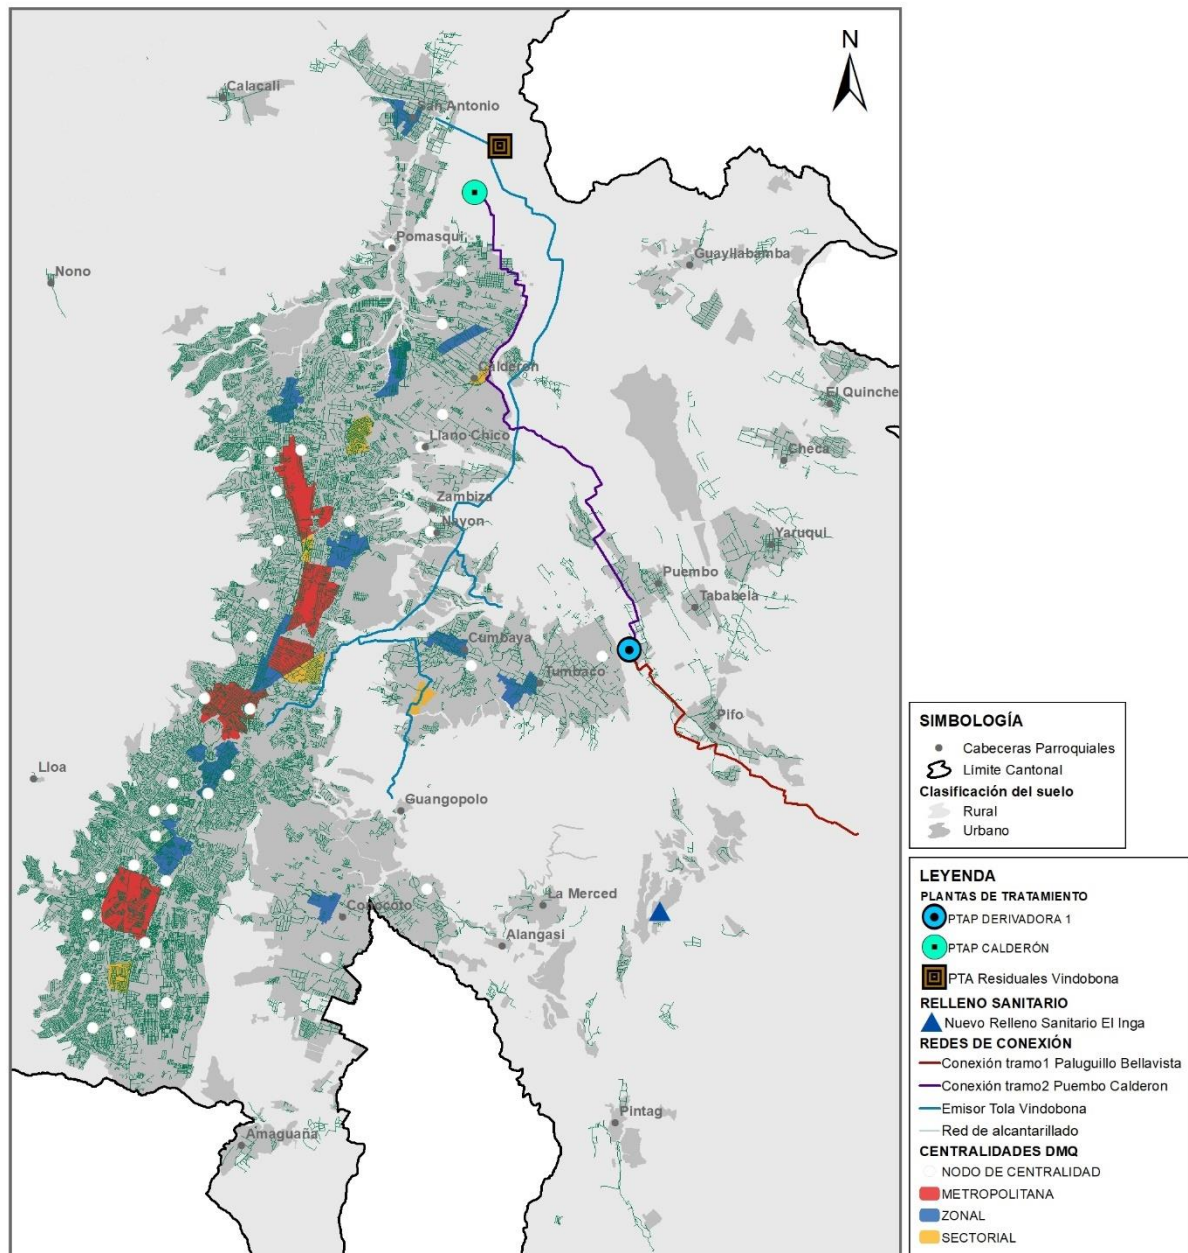 N
Calacali
San Antonio
Pomasqui
Nono
Guayllabamba
Calderon
El Quinche
Llano Chico
Checa
Zambiza
Nayon
Yaruqui
Puembo
Tababela
Cumbaya
Tumbaco
Pifo
Lloa
Guangopolo
La Merced
Conocoto
Alangasi
Pintag
Amaguaña
SIMBOLOGÍA
Cabeceras Parroquiales
Límite Cantonal
Clasificación del suelo
Rural
Urbano
LEYENDA
PLANTAS DE TRATAMIENTO
PTAP DERIVADORA 1
PTAP CALDERÓN
PTA Residuales Vindobona
RELLENO SANITARIO
Nuevo Relleno Sanitario El Inga
REDES DE CONEXIÓN
Conexión tramo1 Paluguillo Bellavista
Conexión tramo2 Puembo Calderon
Emisor Tola Vindobona
Red de alcantarillado
CENTRALIDADES DMQ
NODO DE CENTRALIDAD
METROPOLITANA
ZONAL
SECTORIAL